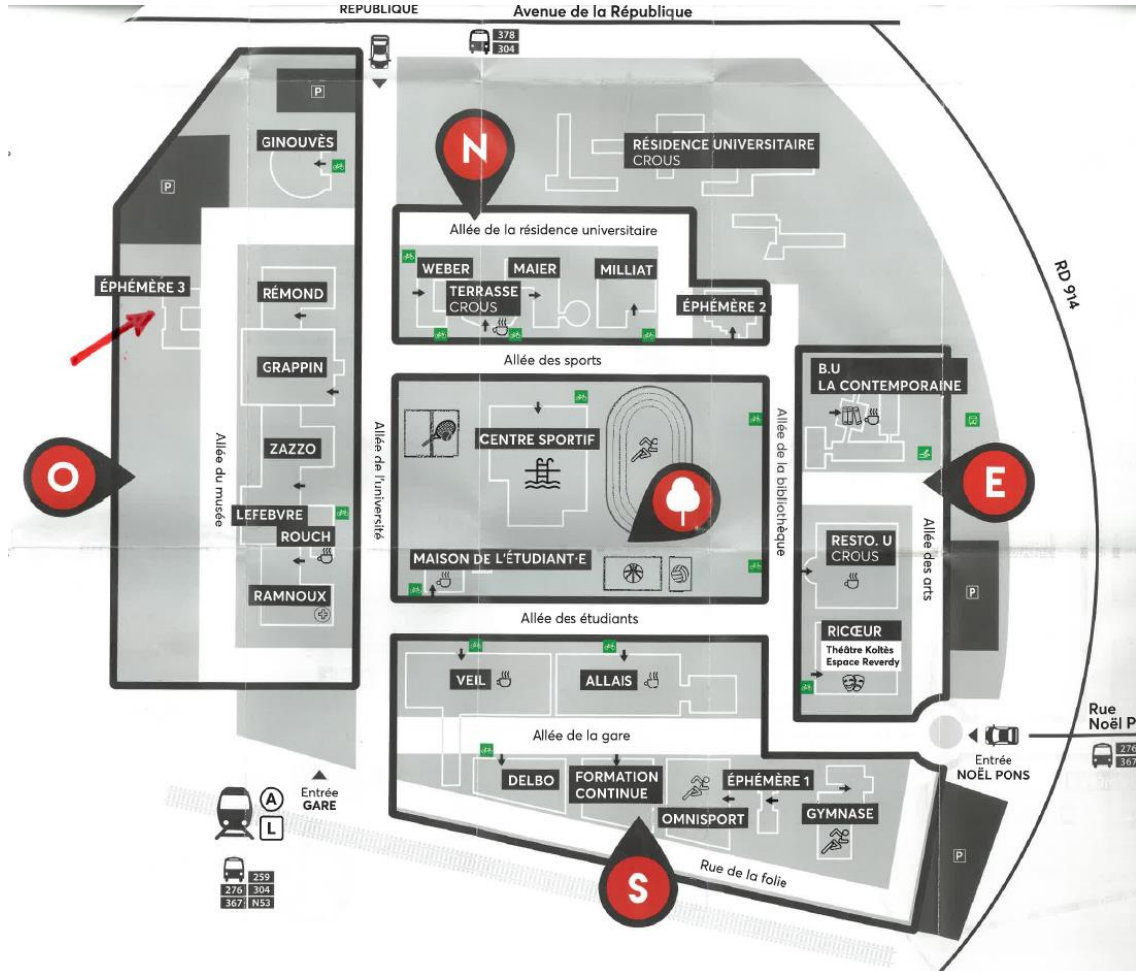 RÉPUBLIQUE
Avenue de la République
378
304
P
GINOUVÈS
N
RÉSIDENCE UNIVERSITAIRE
CROUS
P
Allée de la résidence universitaire
RD 914
WEBER
MAIER
MILLIAT
TERRASSE
CROUS
ÉPHÉMÈRE 3
RÉMOND
ÉPHÉMÈRE 2
Allée des sports
GRAPPIN
B.U
LA CONTEMPORAINE
CENTRE SPORTIF
ZAZZO
Allée du musée
Allée de l'université
Allée de la bibliothèque
O
E
LEFEBVRE
ROUCH
RESTO. U
CROUS
Allée des arts
MAISON DE L'ÉTUDIANT·E
RAMNOUX
P
Allée des étudiants
RICŒUR
Théâtre Koltès
Espace Reverdy
VEIL
ALLAIS
Allée de la gare
Rue
Noël P
276
367
Entrée
NOËL PONS
DELBO
FORMATION
CONTINUE
ÉPHÉMÈRE 1
OMNISPORT
GYMNASE
Entrée
GARE
A
L
P
Rue de la folie
S
259
276 304
367 N53